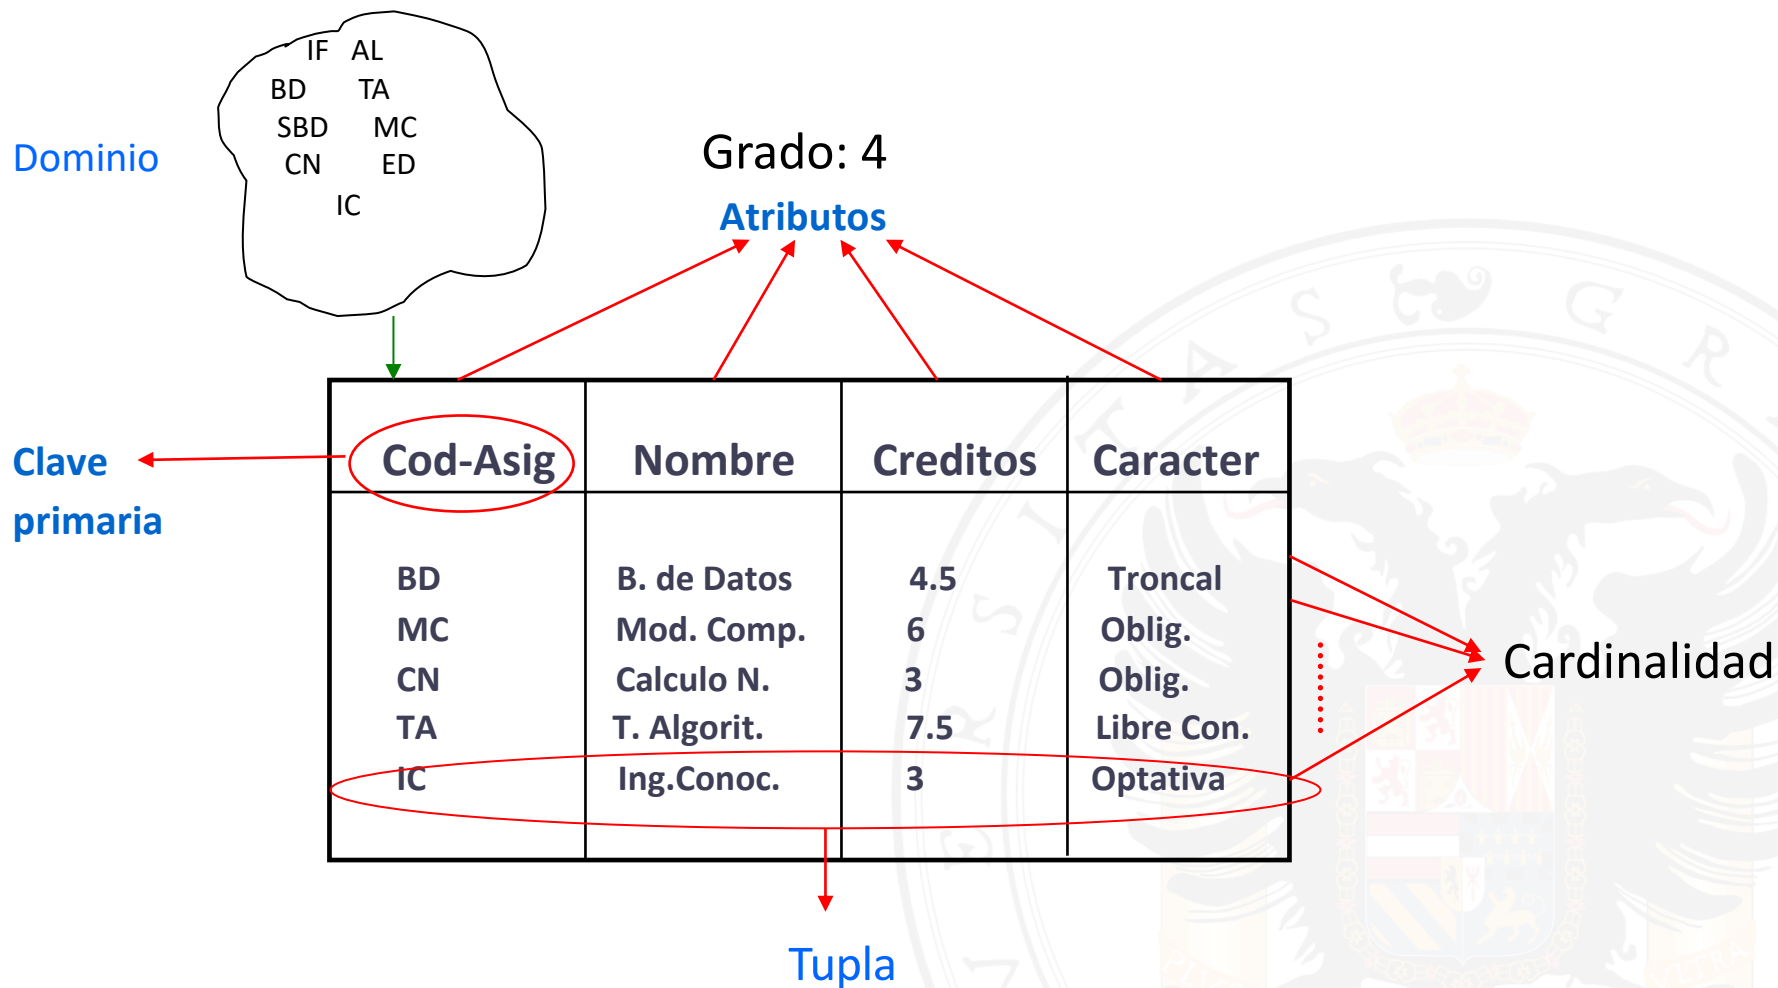 IF AL
BD TA
SBD MC
CN ED
IC
Dominio
Grado: 4
Atributos
Clave
primaria
Cod-Asig Nombre Creditos Caracter
BD B. de Datos 4.5 Troncal
MC Mod. Comp. 6 Oblig.
CN Calculo N. 3 Oblig.
TA T. Algorit. 7.5 Libre Con.
IC Ing.Conoc. 3 Optativa
Cardinalidad
Tupla